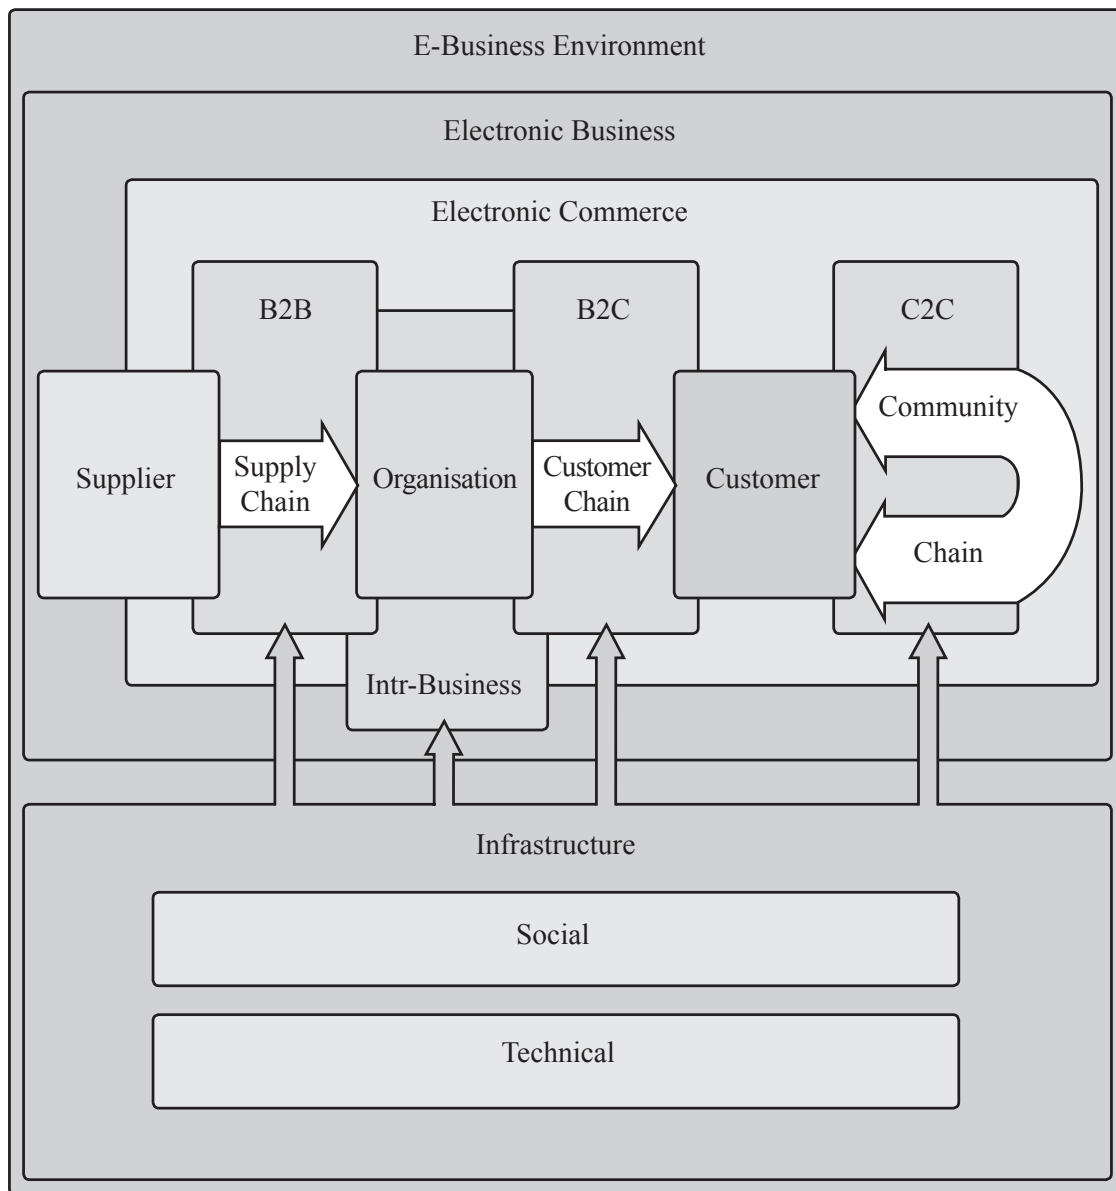 E-Business Environment
Electronic Business
Electronic Commerce
B2B
B2C
C2C
Supplier
Supply
Chain
Organisation
Customer
Chain
Customer
Community
Chain
Intr-Business
Infrastructure
Social
Technical